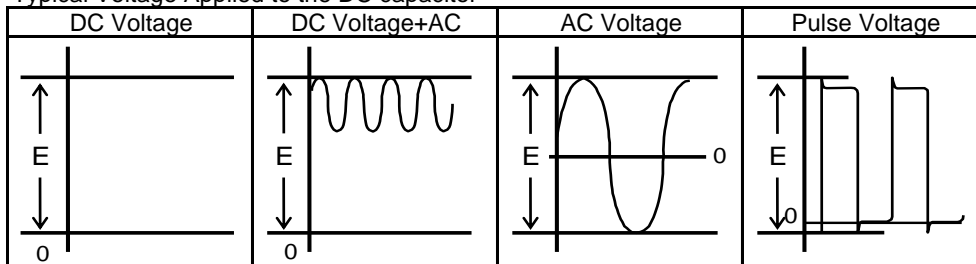 Typical Voltage Applied to the DC capacitor
DC Voltage DC Voltage+AC AC Voltage Pulse Voltage
E E E 0 E
0
0 0